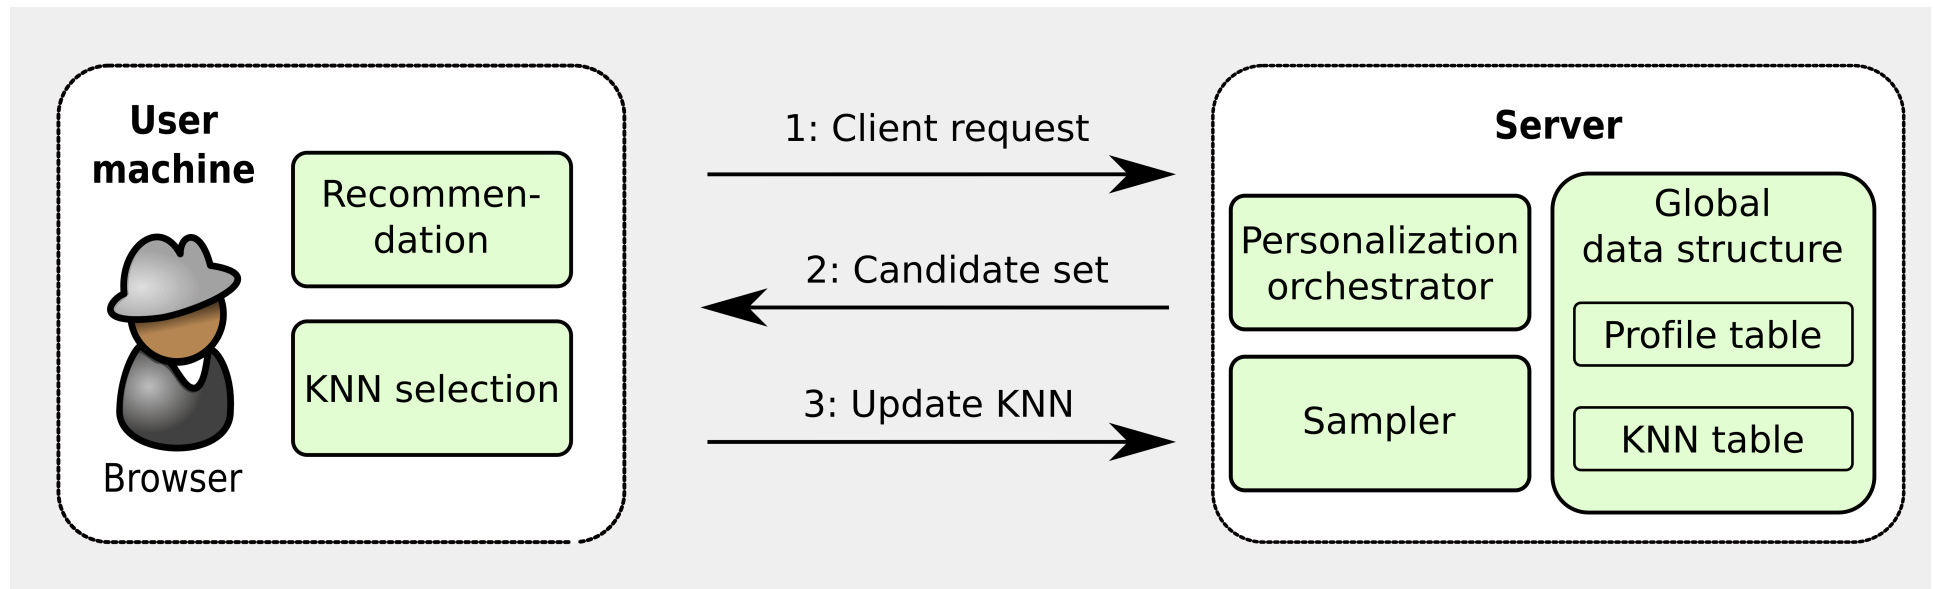 User
machine
Recommen-
dation
KNN selection
Browser
1: Client request
2: Candidate set
3: Update KNN
Server
Personalization
orchestrator
Sampler
Global
data structure
Profile table
KNN table